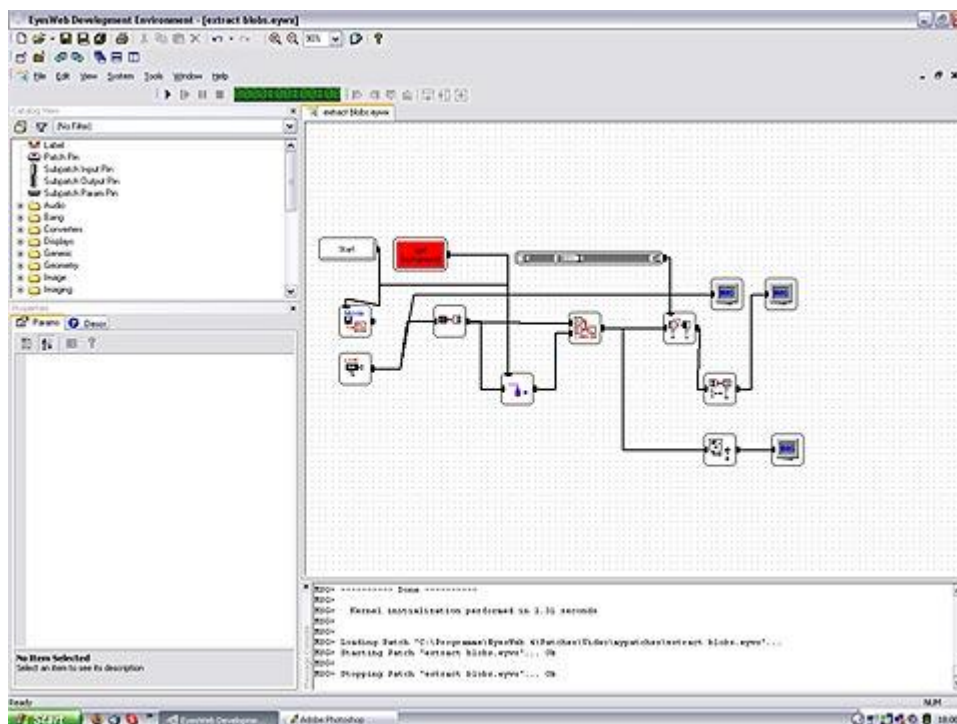 EyesWeb Development Environment - [extract blobs.eywx]
File Edit View System Tools Window Help
Catalog View
extract blobs.eywx
[No Filter]
Label
Patch Pin
Subpatch Input Pin
Subpatch Output Pin
Subpatch Param Pin
Audio
Bang
Converters
Displays
Generic
Geometry
Image
Imaging
Start
Properties
Params
MSG= ---------- Done ----------
MSG=
MSG= Kernel initialization performed in 2.31 seconds
MSG=
MSG=
MSG= Starting Patch "extract blobs.eywx"... Ok
MSG=
MSG= Stopping Patch "extract blobs.eywx"... Ok
No Item Selected
Select an item to see its description
Ready
NUM
START
EyesWeb Developme...
Adobe Photoshop